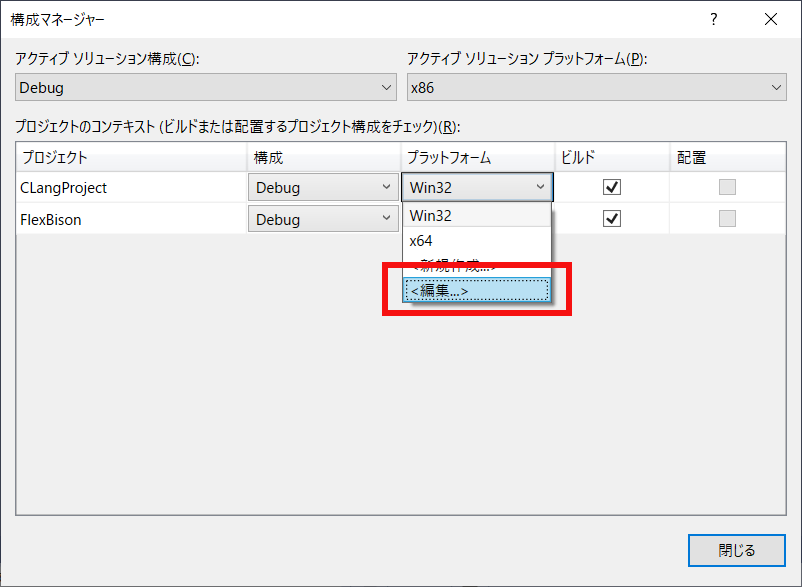 構成マネージャー
?
アクティブ ソリューション構成(C):
アクティブ ソリューション プラットフォーム(P):
Debug
x86
プロジェクトのコンテキスト (ビルドまたは配置するプロジェクト構成をチェック)(R):
プロジェクト 構成 プラットフォーム ビルド 配置
CLangProject Debug Win32
FlexBison Debug
Win32
x64
<新規作成...>
<編集...>
閉じる